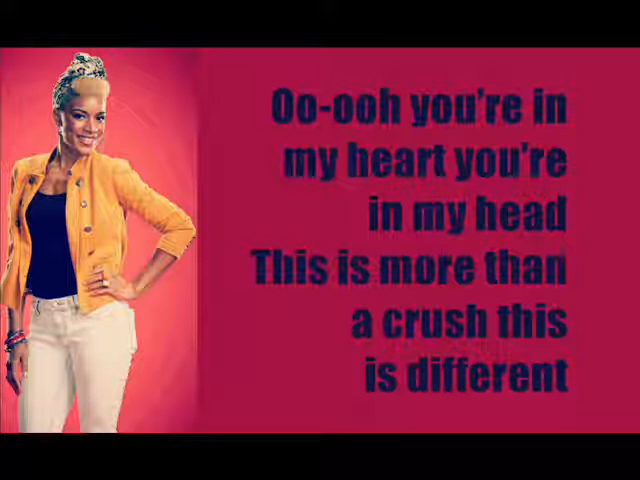 Oo-ooh you're in
my heart you're
in my head
This is more than
a crush this
is different